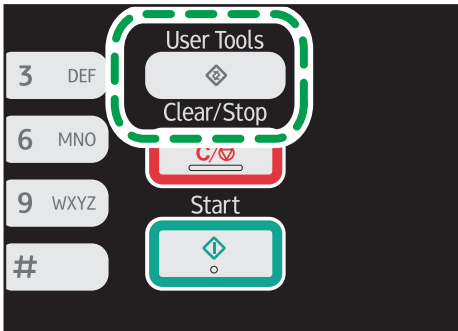 User Tools
3 DEF
Clear/Stop
6 MNO
C/
9 WXYZ
Start
#